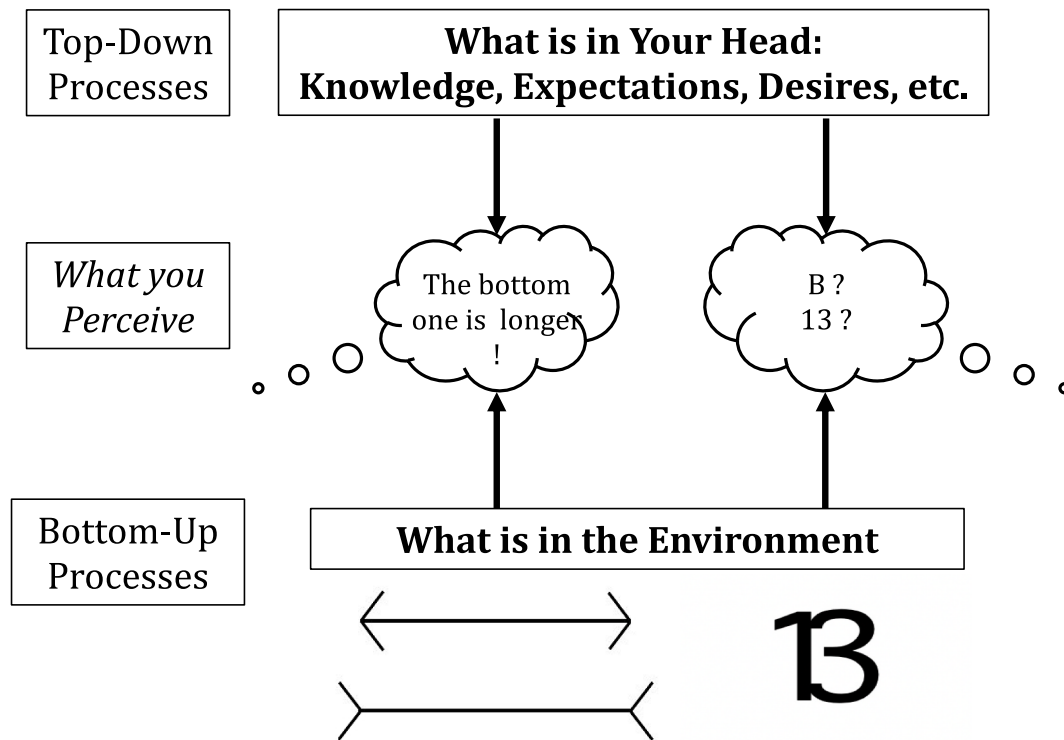 Top-Down
Processes
What is in Your Head:
Knowledge, Expectations, Desires, etc.
What you
Perceive
The bottom
one is longer
!
B ?
13 ?
Bottom-Up
Processes
What is in the Environment
13